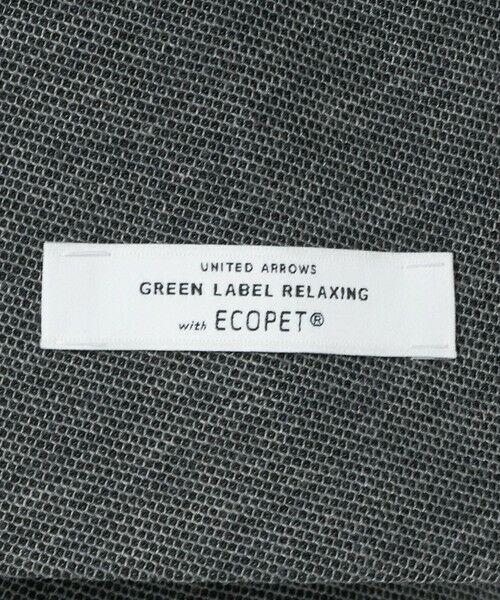 UNITED ARROWS
GREEN LABEL RELAXING
with ECOPET®